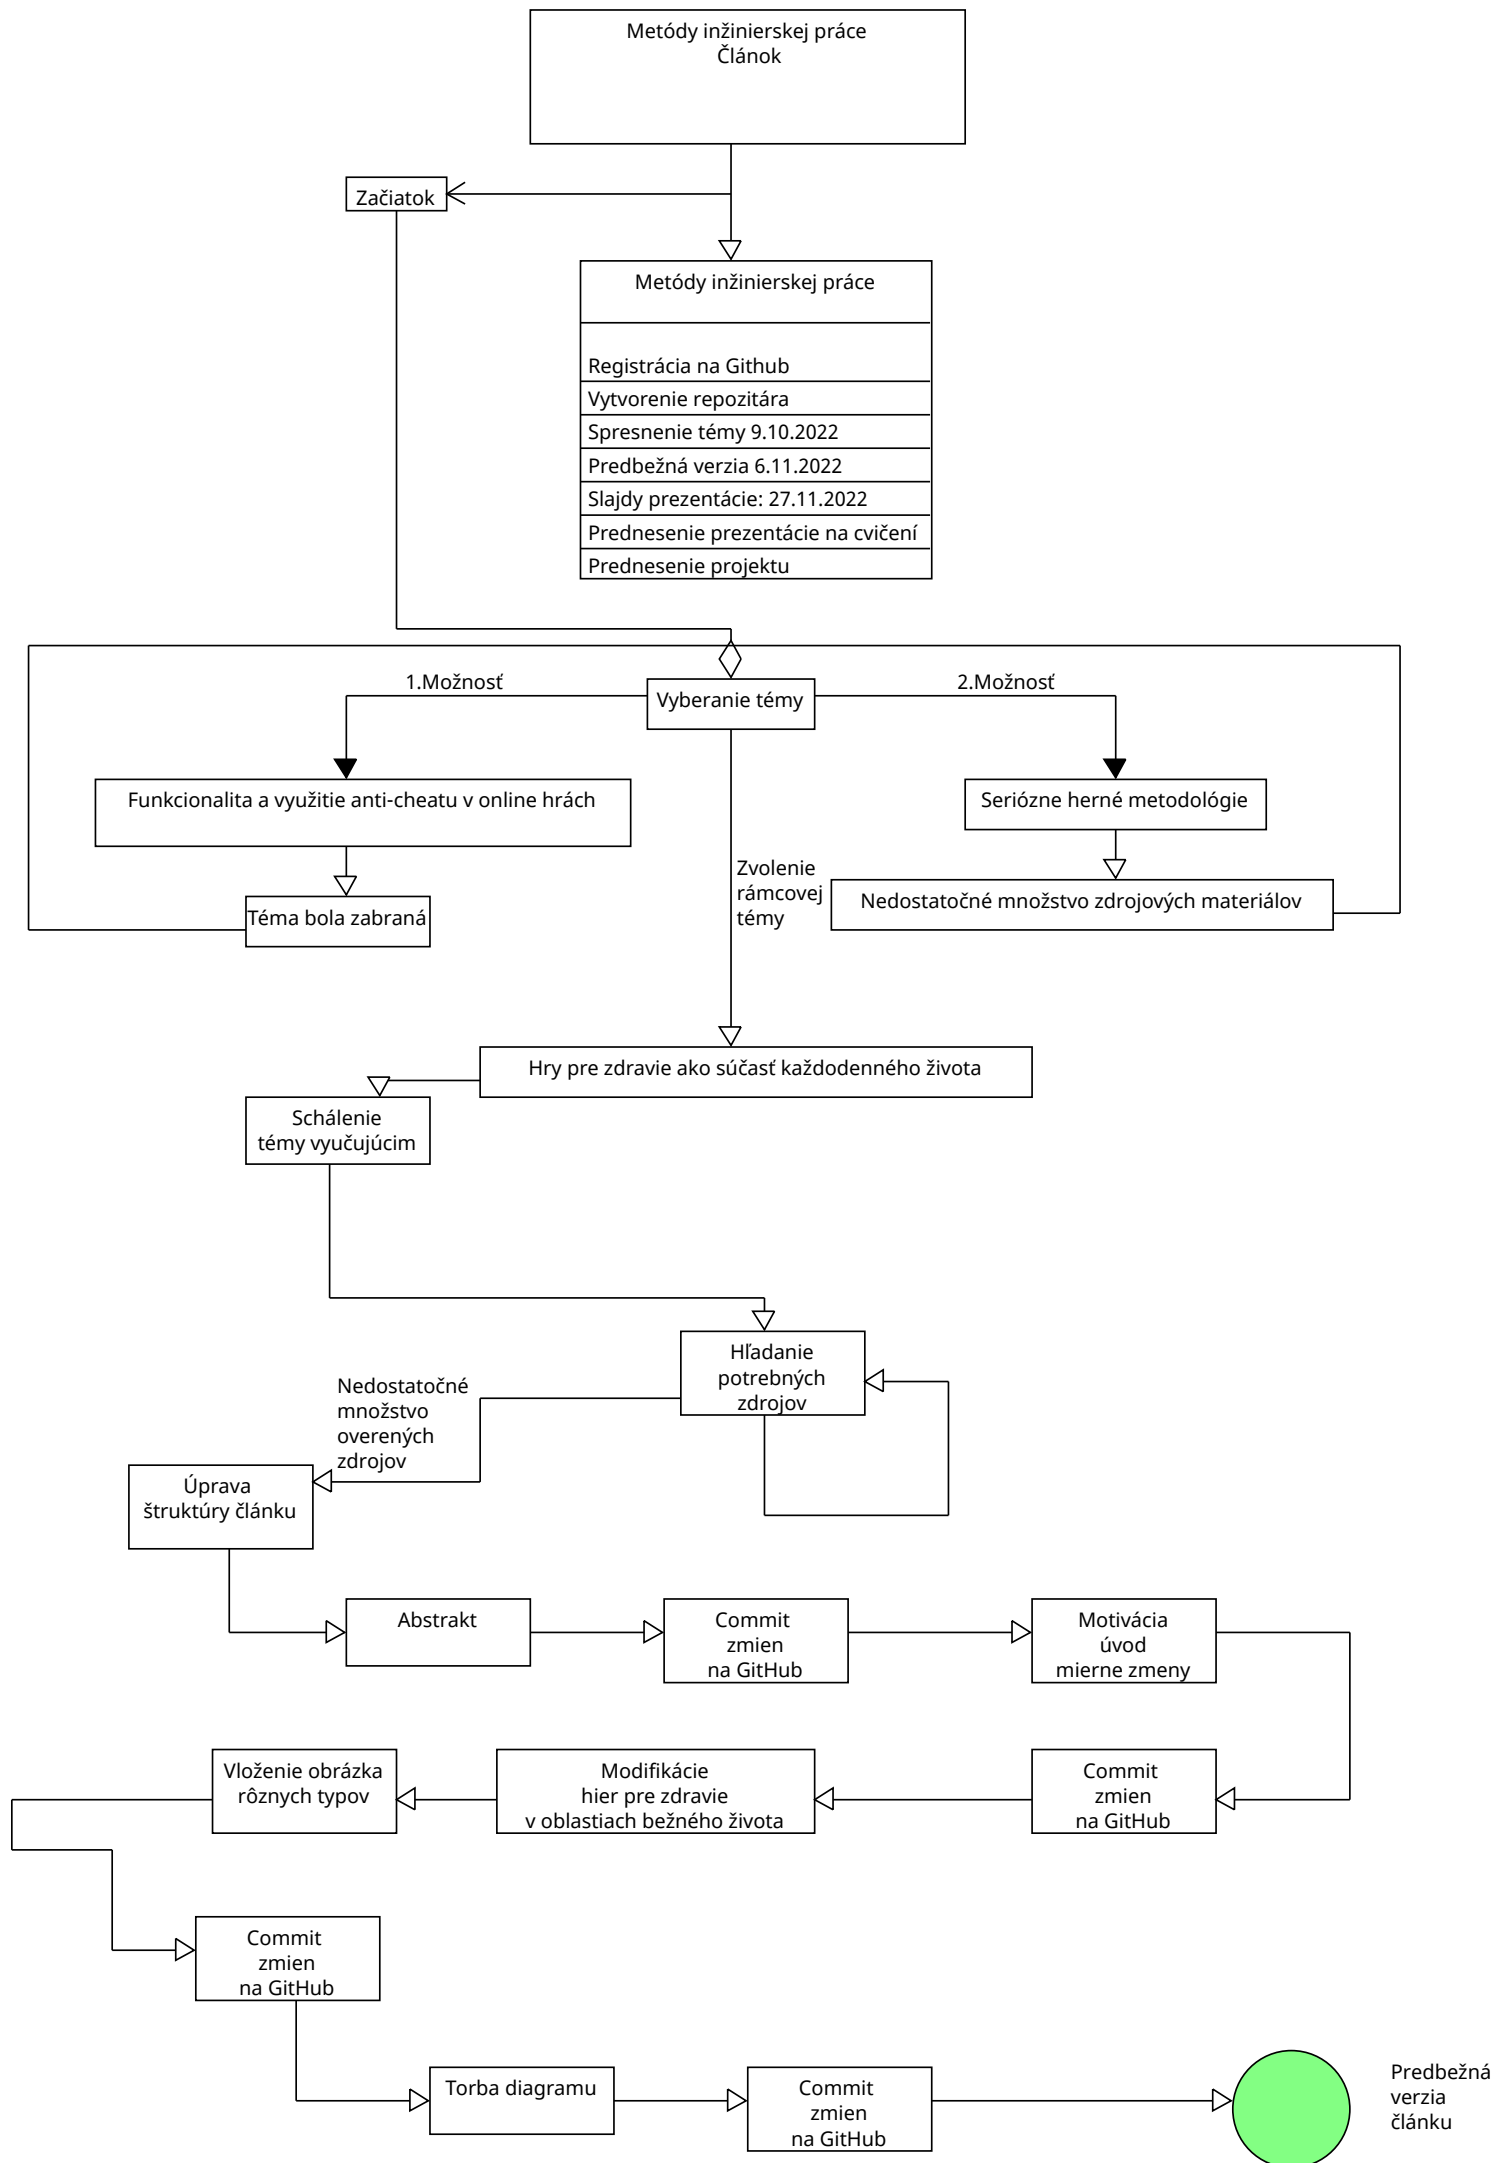 Metódy inžinierskej práce
Článok
Začiatok
Metódy inžinierskej práce
Registrácia na Github
Vytvorenie repozitára
Spresnenie témy 9.10.2022
Predbežná verzia 6.11.2022
Slajdy prezentácie: 27.11.2022
Prednesenie prezentácie na cvičení
Prednesenie projektu
1.Možnosť
Vyberanie témy
2.Možnosť
Funkcionalita a využitie anti-cheatu v online hrách
Seriózne herné metodológie
Téma bola zabraná
Zvolenie
rámcovej
témy
Nedostatočné množstvo zdrojových materiálov
Hry pre zdravie ako súčasť každodenného života
Schálenie
témy vyučujúcim
Hľadanie
potrebných
zdrojov
Nedostatočné
množstvo
overených
zdrojov
Úprava
štruktúry článku
Abstrakt
Commit
zmien
na GitHub
Motivácia
úvod
mierne zmeny
Vloženie obrázka
rôznych typov
Modifikácie
hier pre zdravie
v oblastiach bežného života
Commit
zmien
na GitHub
Commit
zmien
na GitHub
Torba diagramu
Commit
zmien
na GitHub
Predbežná
verzia
článku